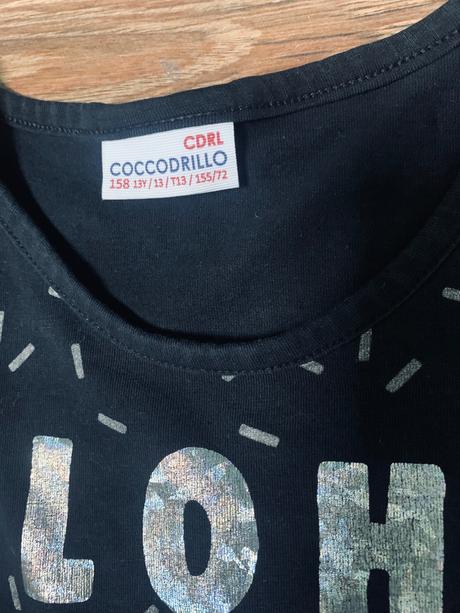 CDRL
COCCODRILLO
158 13Y / 13 / T13 / 155/72
LOH